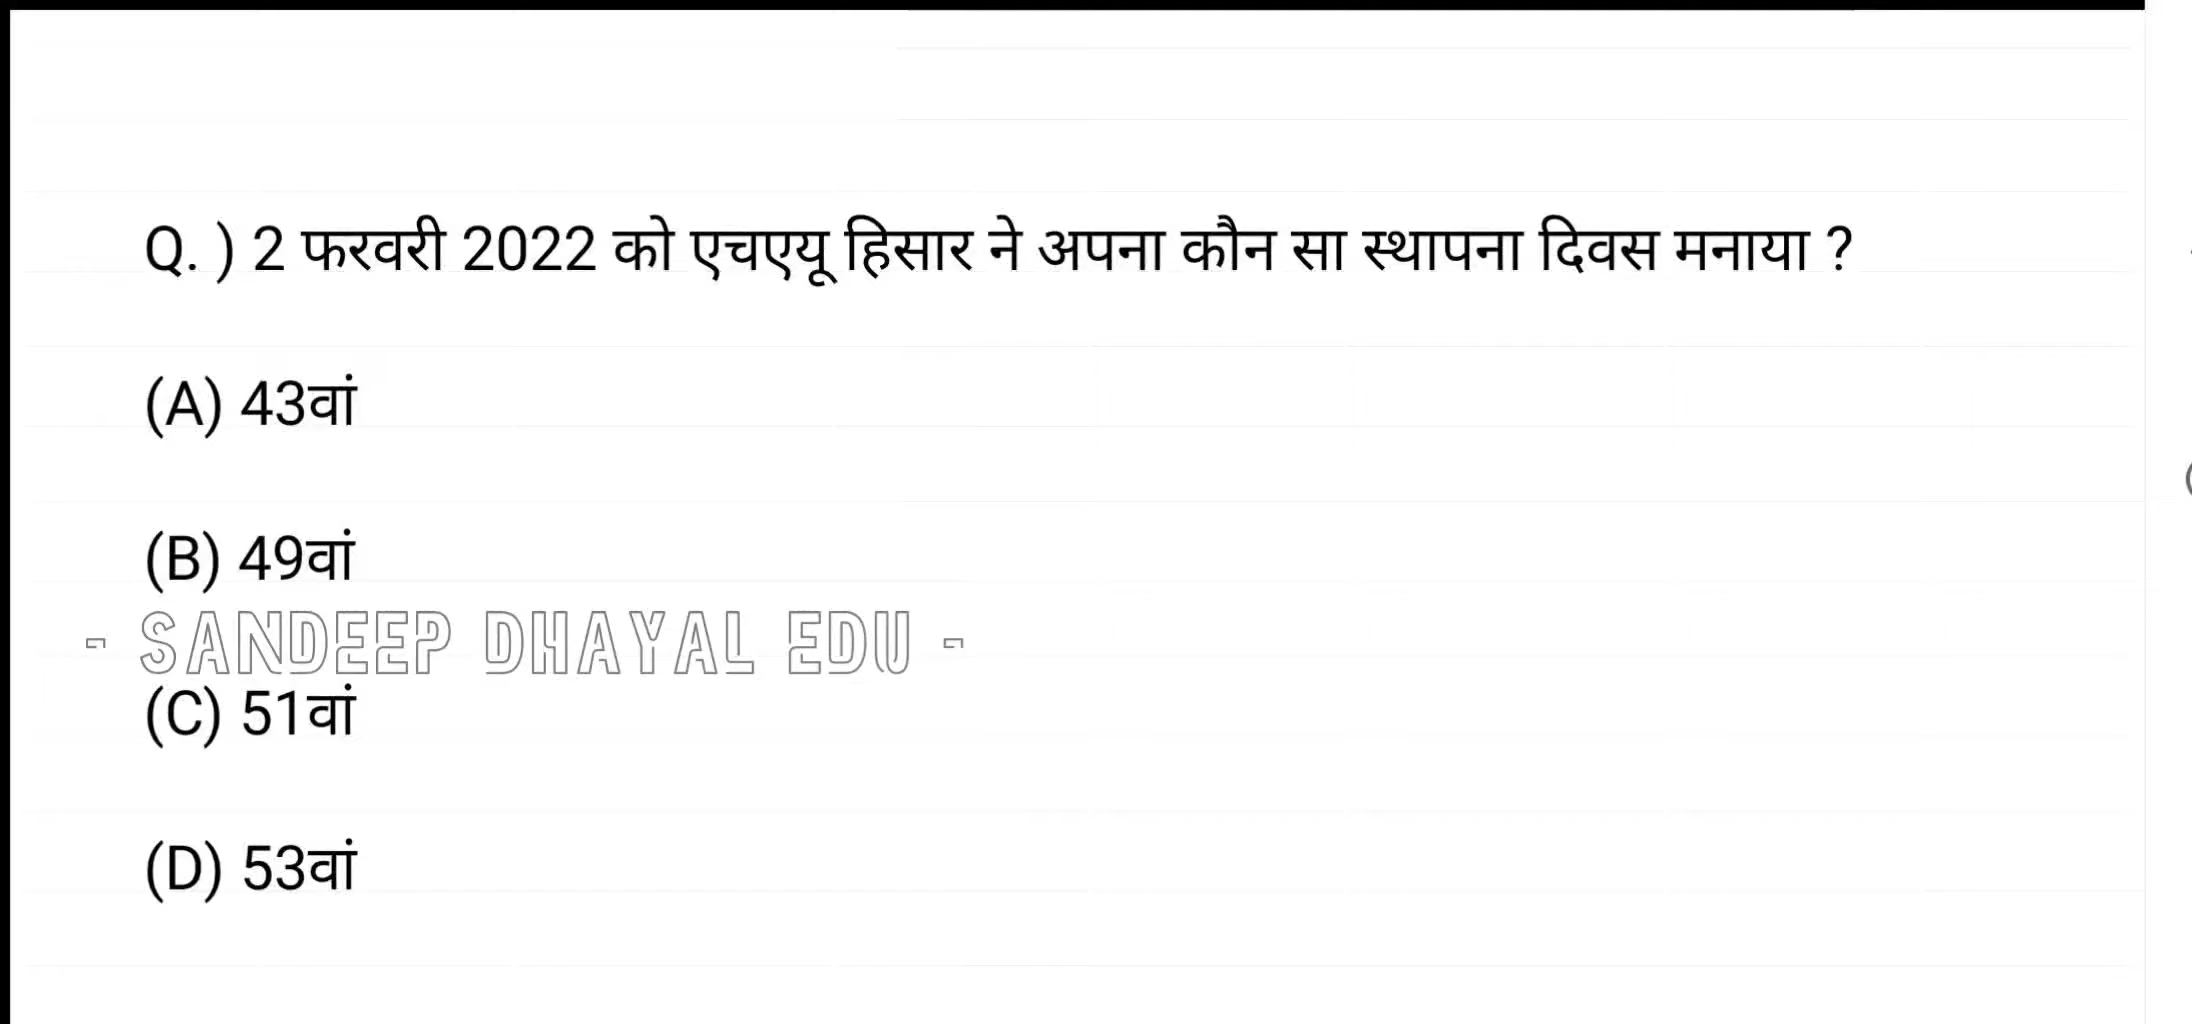 Q. ) 2 फरवरी 2022 को एचएयू हिसार ने अपना कौन सा स्थापना दिवस मनाया ?
(A) 43वां
(B) 49वां
- SANDEEP DHAYAL EDU -
(C) 51वां
(D) 53वां